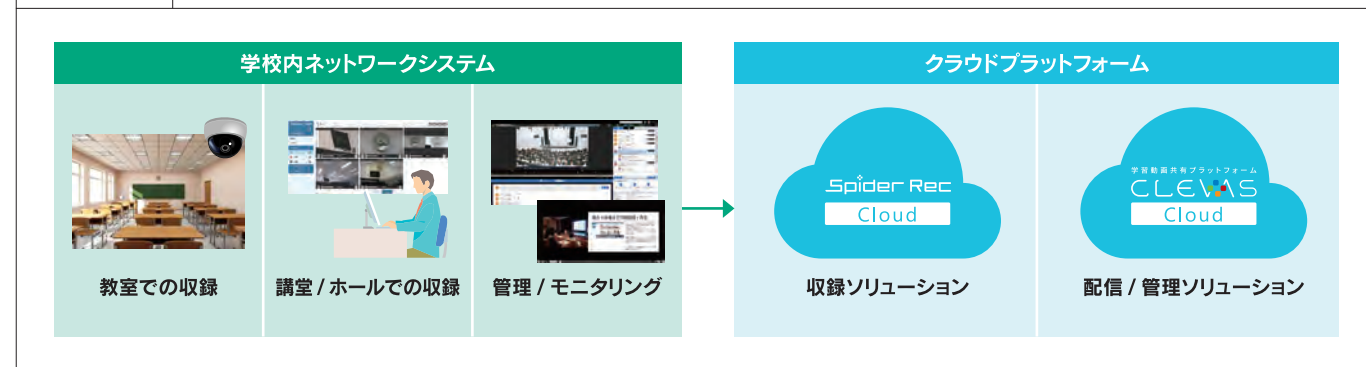 学校内ネットワークシステム
クラウドプラットフォーム
教室での収録
講堂 / ホールでの収録
管理 / モニタリング
Spider Rec
Cloud
収録ソリューション
学習動画共有プラットフォーム
CLEVAS
Cloud
配信 / 管理ソリューション